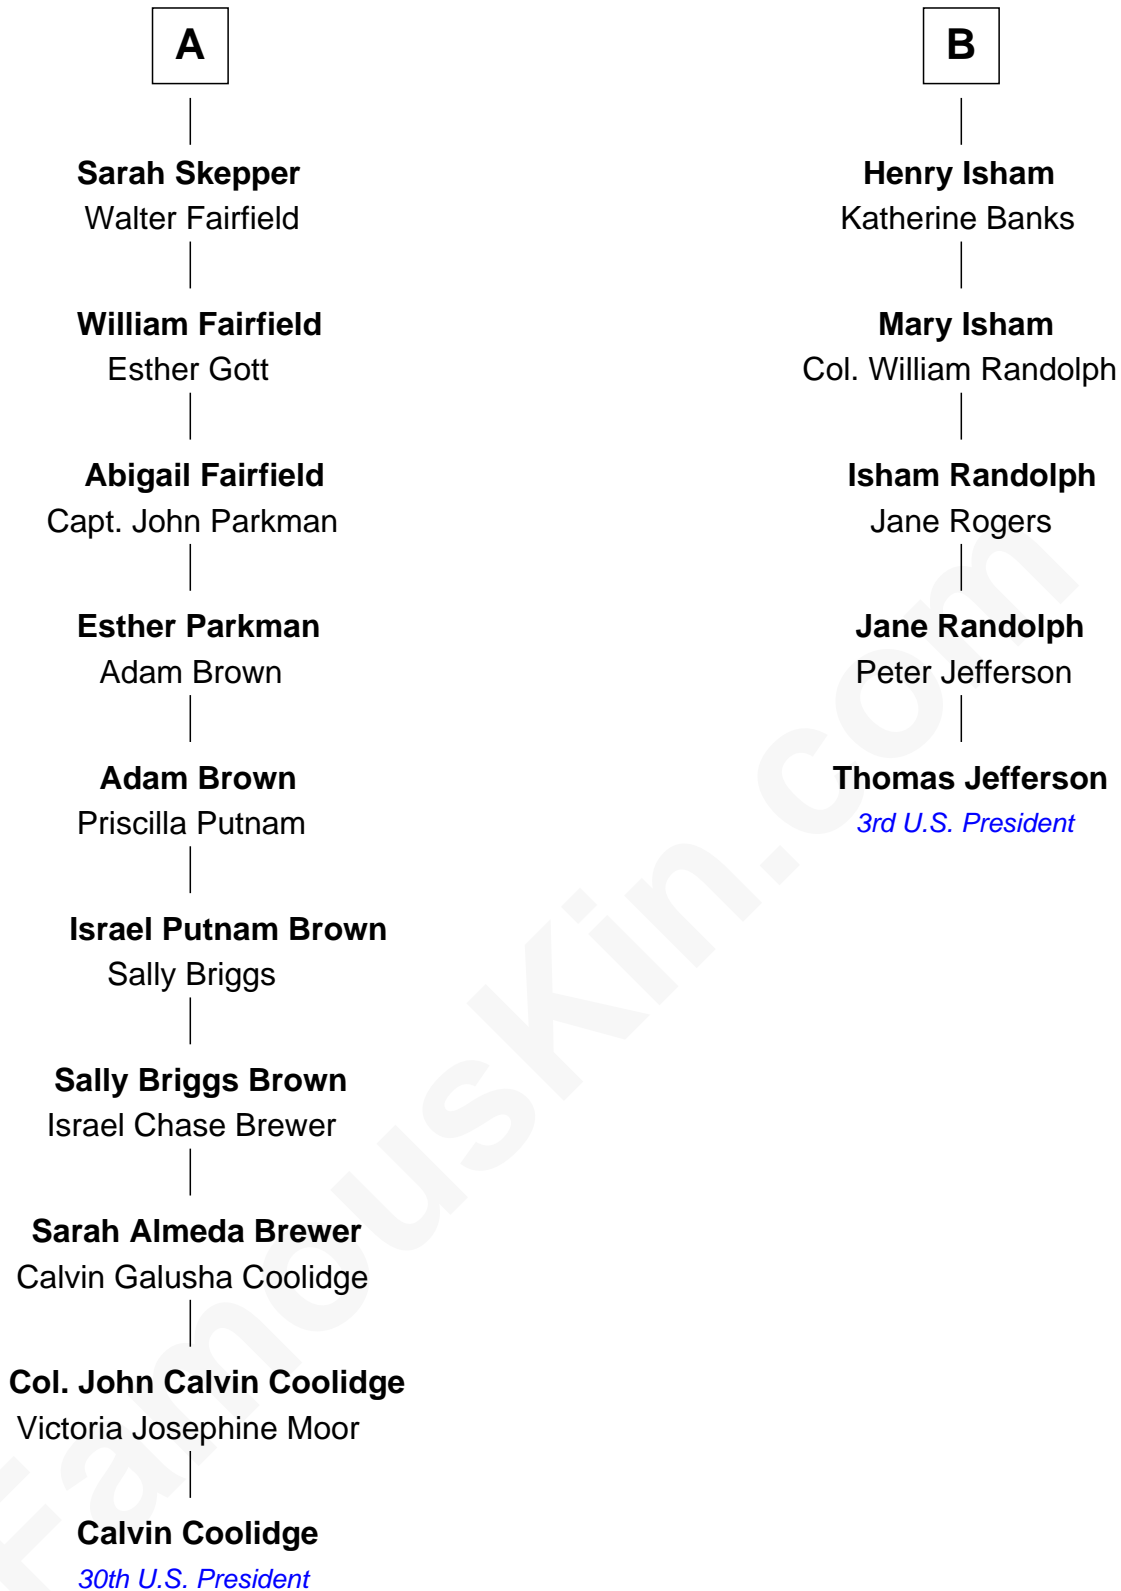 A
Sarah Skepper
Walter Fairfield
William Fairfield
Esther Gott
Abigail Fairfield
Capt. John Parkman
Esther Parkman
Adam Brown
Adam Brown
Priscilla Putnam
Israel Putnam Brown
Sally Briggs
Sally Briggs Brown
Israel Chase Brewer
Sarah Almeda Brewer
Calvin Galusha Coolidge
Col. John Calvin Coolidge
Victoria Josephine Moor
Calvin Coolidge
30th U.S. President
B
Henry Isham
Katherine Banks
Mary Isham
Col. William Randolph
Isham Randolph
Jane Rogers
Jane Randolph
Peter Jefferson
Thomas Jefferson
3rd U.S. President
FamousKin.com